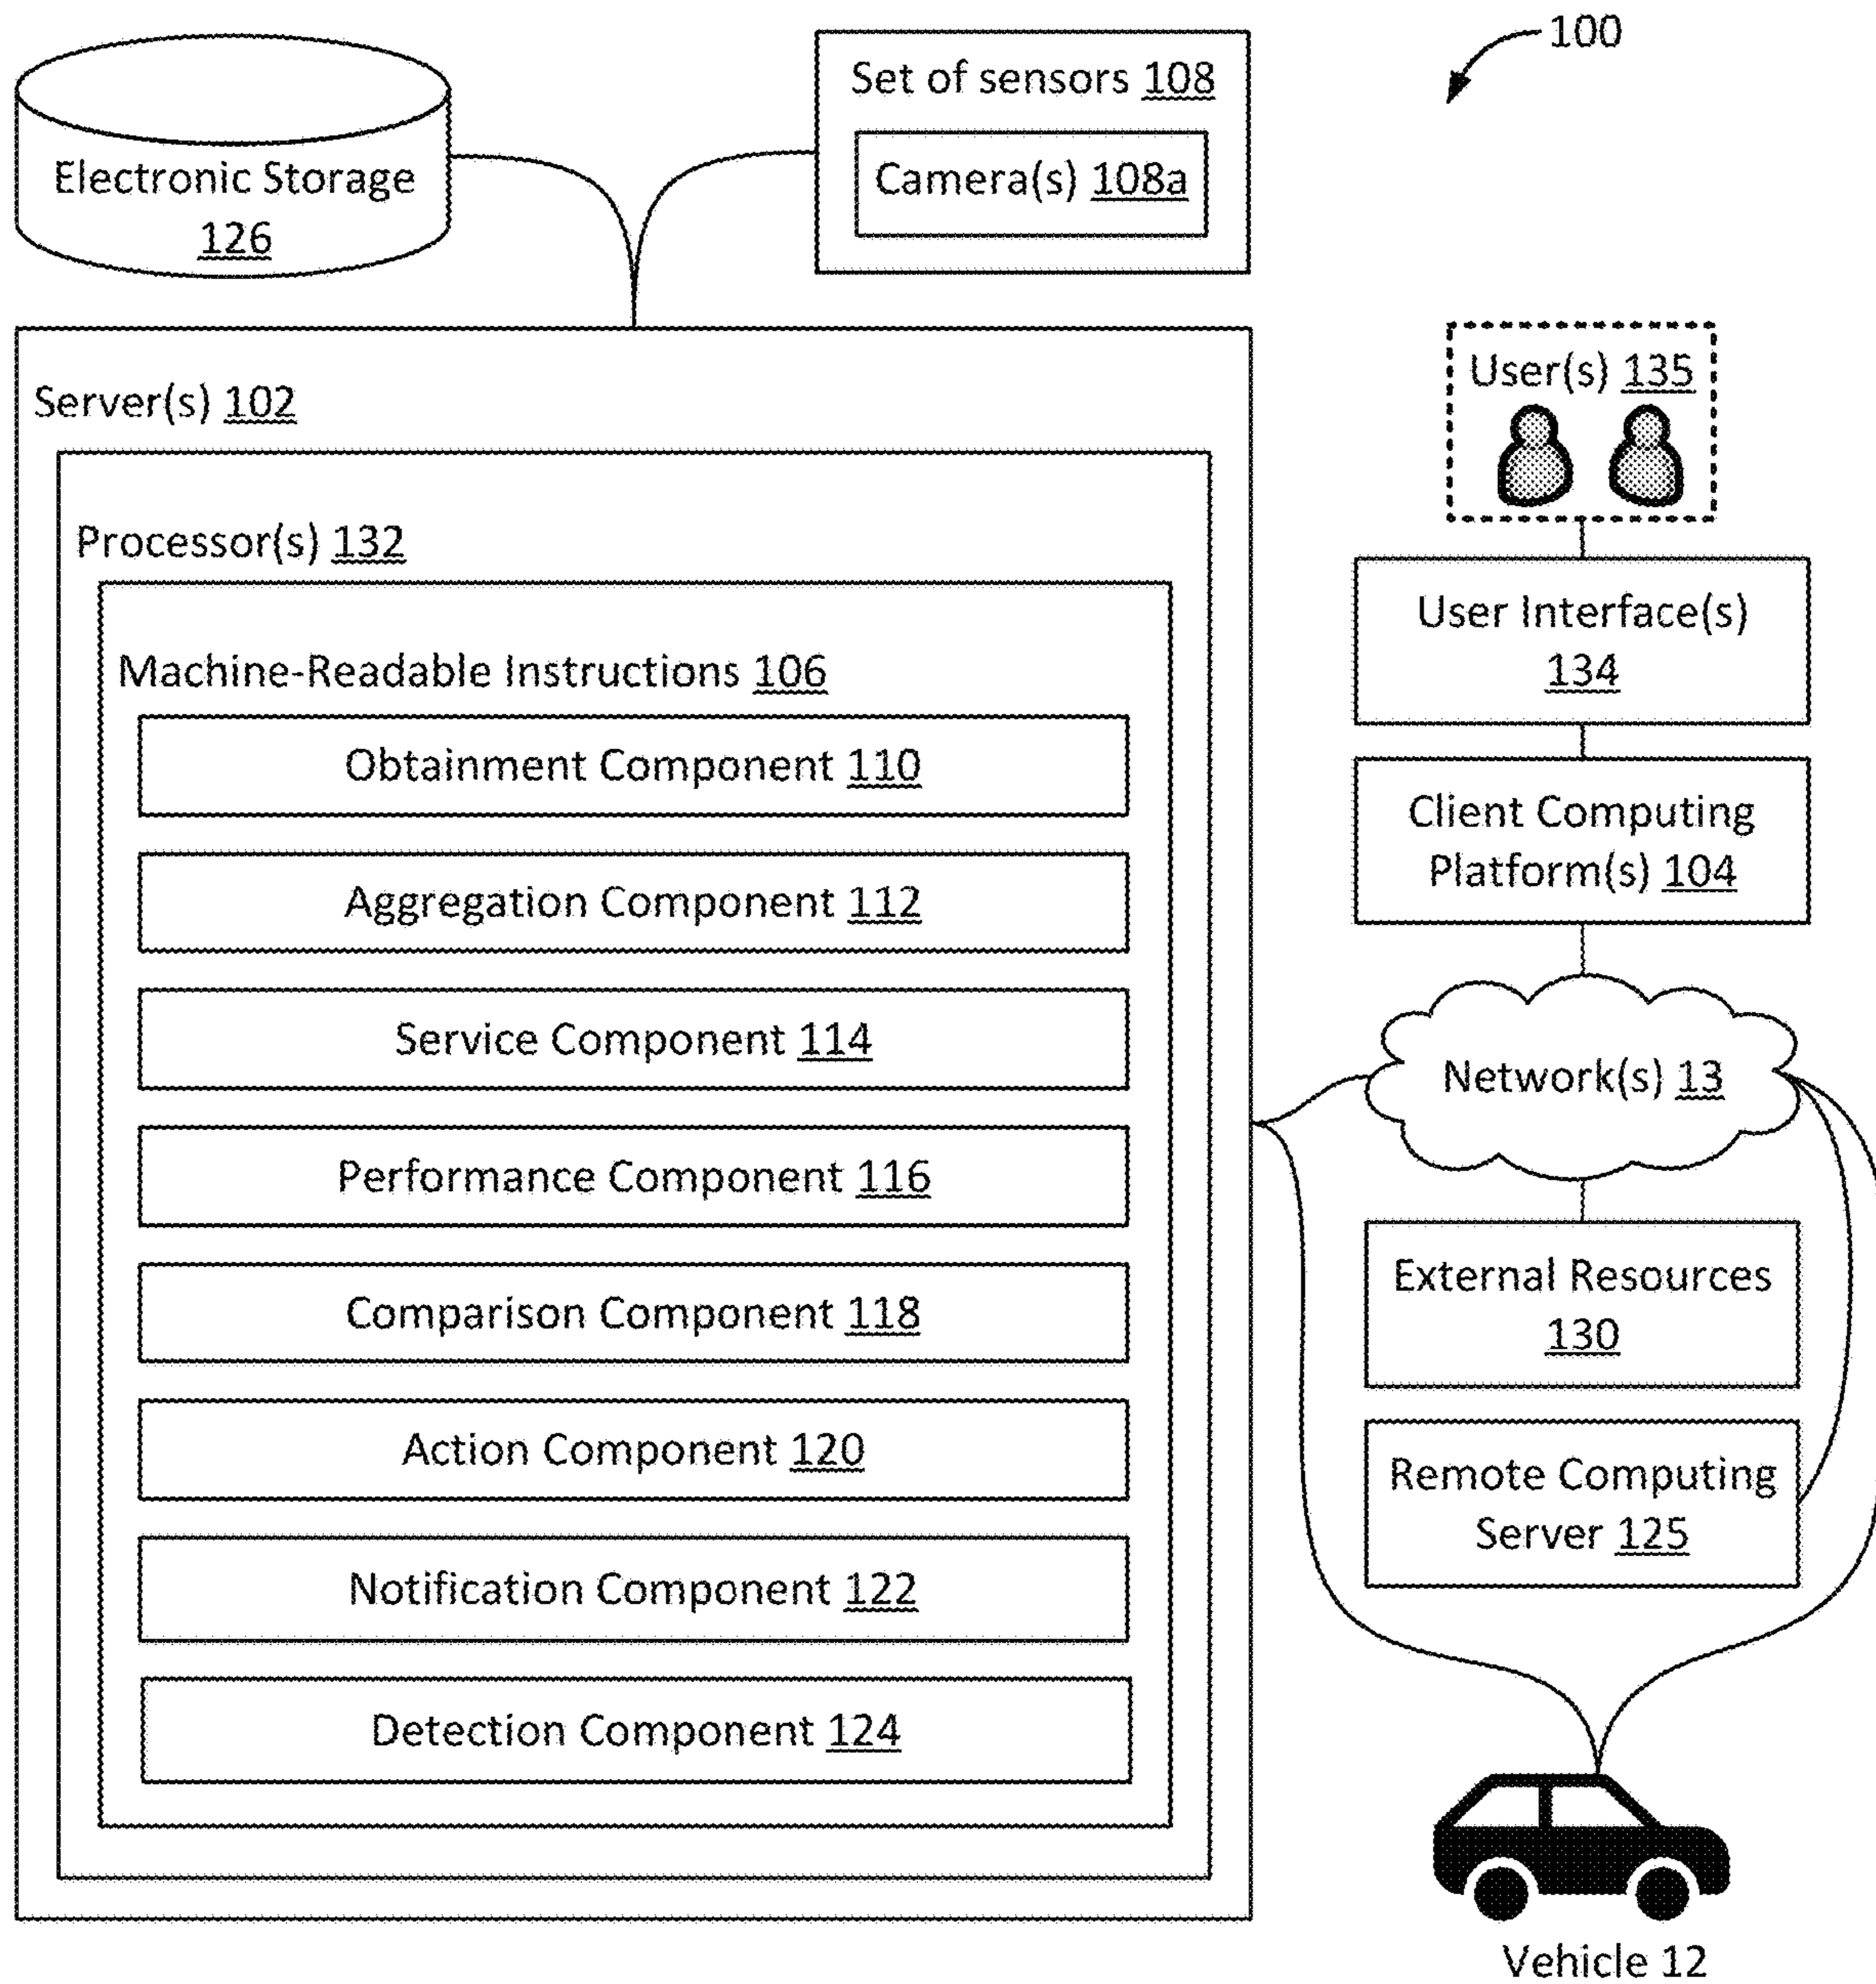 100
Electronic Storage
126
Set of sensors 108
Camera(s) 108a
Server(s) 102
Processor(s) 132
Machine-Readable Instructions 106
Obtainment Component 110
Aggregation Component 112
Service Component 114
Performance Component 116
Comparison Component 118
Action Component 120
Notification Component 122
Detection Component 124
User(s) 135
User Interface(s)
134
Client Computing
Platform(s) 104
Network(s) 13
External Resources
130
Remote Computing
Server 125
Vehicle 12